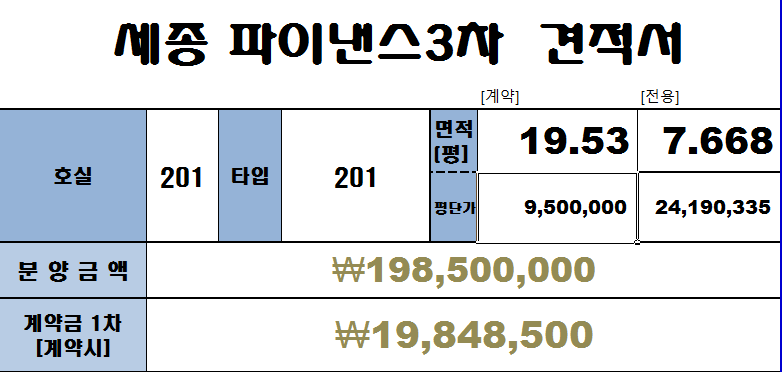 세종 파이낸스3차 견적서
[계약] [전용]
호실 201 타입 201 면적 [평] 19.53 7.668
평단가 9,500,000 24,190,335
분 양 금 액 ₩198,500,000
계약금 1차 ₩19,848,500
[계약시]